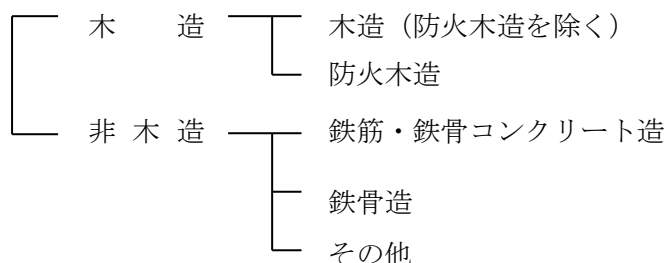 木　　造　木造（防火木造を除く）
防火木造
非 木 造　鉄筋・鉄骨コンクリート造
鉄骨造
その他